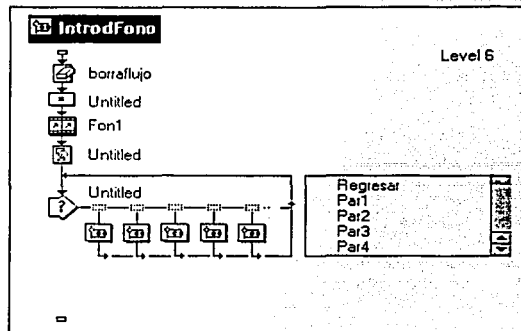 IntrodFono
Level 6
borraflujo
Untitled
Fon1
Untitled
Untitled
?
Regresar
Par1
Par2
Par3
Par4